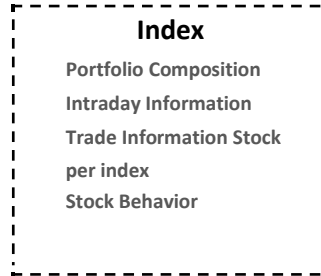 Index
Portfolio Composition
Intraday Information
Trade Information Stock
per index
Stock Behavior